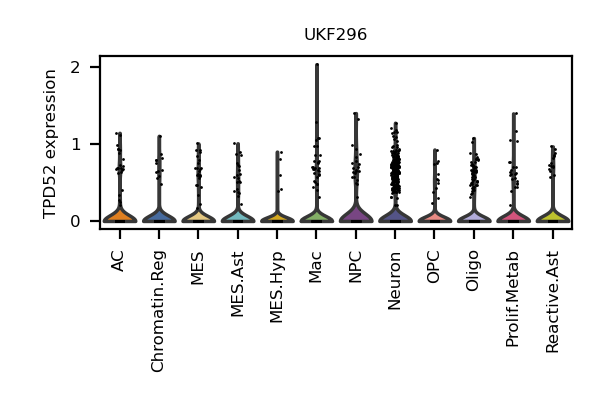 UKF296
TPD52 expression
2
1
0
AC
Chromatin.Reg
MES
MES.Ast
MES.Hyp
Mac
NPC
Neuron
OPC
Oligo
Prolif.Metab
Reactive.Ast